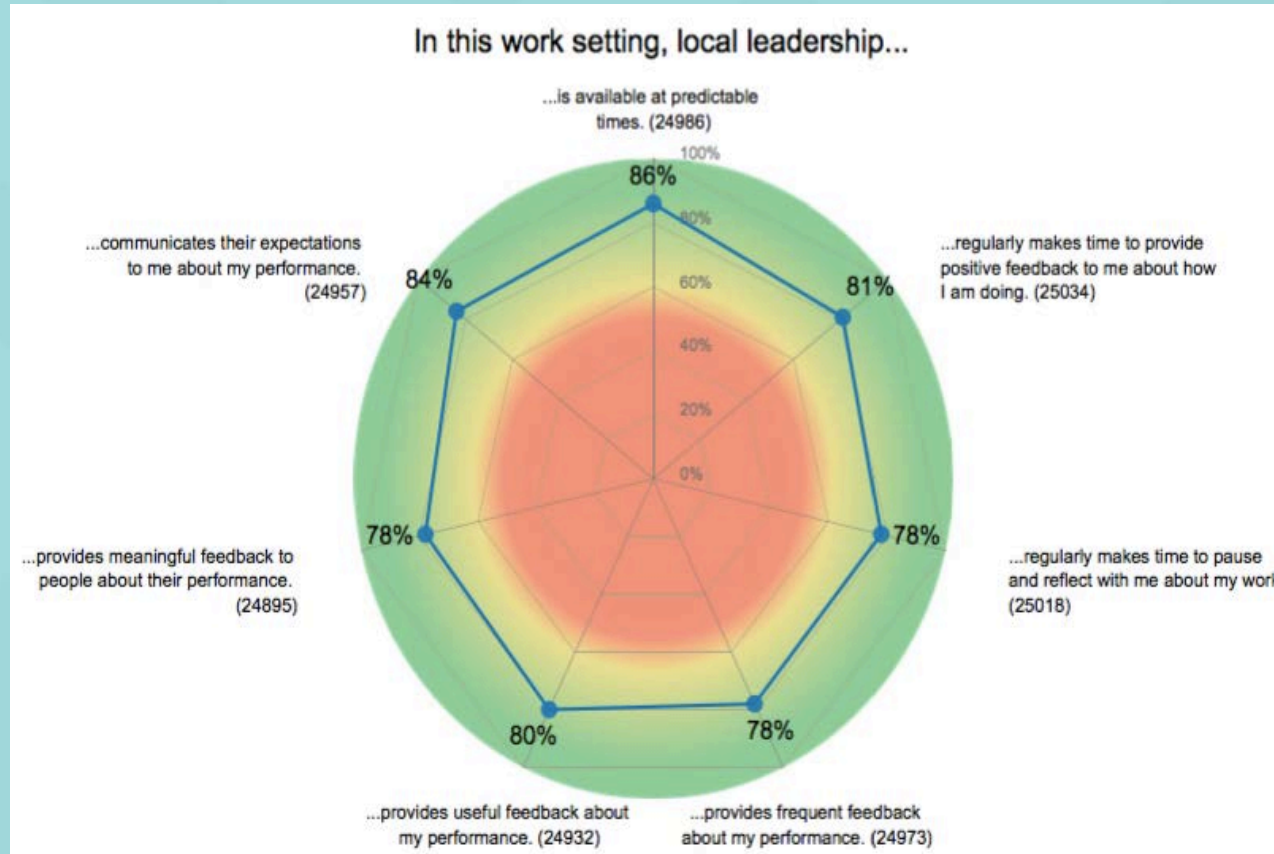 In this work setting, local leadership...
...is available at predictable
times. (24986)
100%
86%
80%
60%
40%
20%
0%
...regularly makes time to provide
positive feedback to me about how
I am doing. (25034)
81%
...regularly makes time to pause
and reflect with me about my work
(25018)
78%
...provides frequent feedback
about my performance. (24973)
78%
...provides useful feedback about
my performance. (24932)
80%
...provides meaningful feedback to
people about their performance.
(24895)
78%
...communicates their expectations
to me about my performance.
(24957)
84%